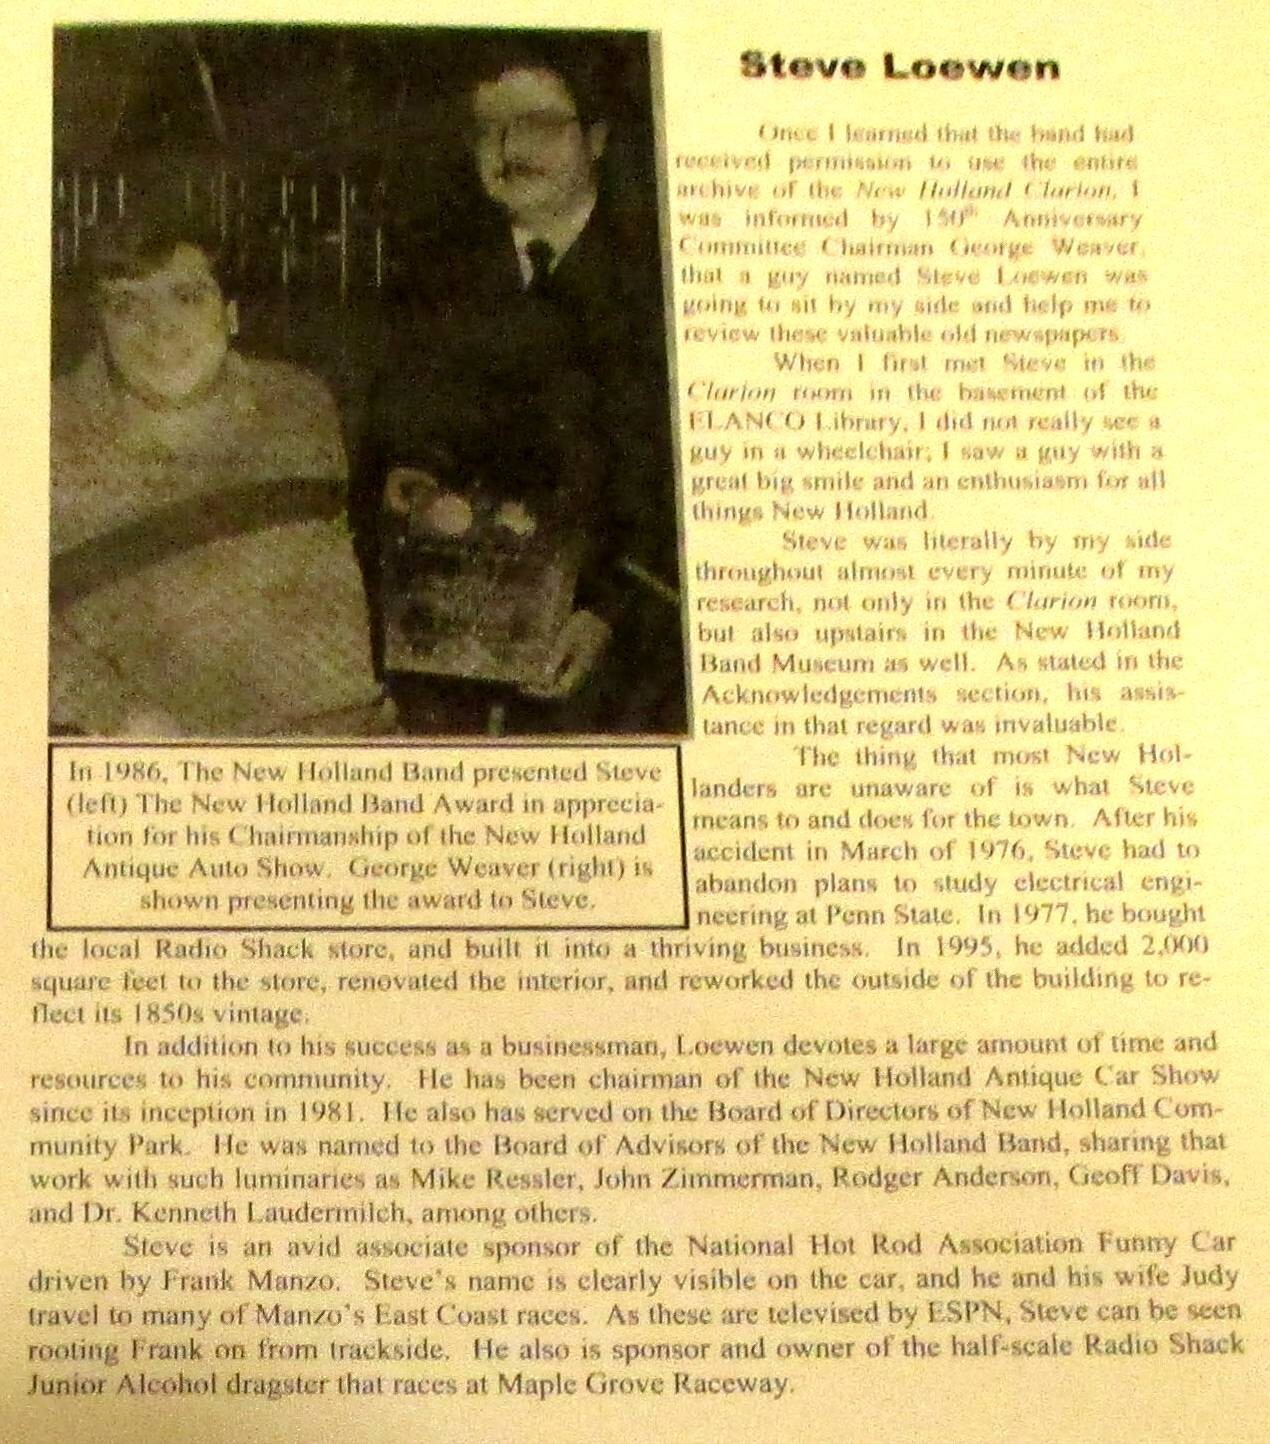 Steve Loewen
Once I learned that the band had
received permission to use the entire
archive of the New Holland Clarion, I
was informed by 150th Anniversary
Committee Chairman George Weaver,
that a guy named Steve Loewen was
going to sit by my side and help me to
review these valuable old newspapers.
When I first met Steve in the
Clarion room in the basement of the
ELANCO Library, I did not really see a
guy in a wheelchair; I saw a guy with a
great big smile and an enthusiasm for all
things New Holland.
Steve was literally by my side
throughout almost every minute of my
research, not only in the Clarion room,
but also upstairs in the New Holland
Band Museum as well. As stated in the
Acknowledgements section, his assis-
tance in that regard was invaluable.
The thing that most New Hol-
landers are unaware of is what Steve
means to and does for the town. After his
accident in March of 1976, Steve had to
abandon plans to study electrical engi-
neering at Penn State. In 1977, he bought
the local Radio Shack store, and built it into a thriving business. In 1995, he added 2,000
square feet to the store, renovated the interior, and reworked the outside of the building to re-
flect its 1850s vintage.
In addition to his success as a businessman, Loewen devotes a large amount of time and
resources to his community. He has been chairman of the New Holland Antique Car Show
since its inception in 1981. He also has served on the Board of Directors of New Holland Com-
munity Park. He was named to the Board of Advisors of the New Holland Band, sharing that
work with such luminaries as Mike Ressler, John Zimmerman, Rodger Anderson, Geoff Davis,
and Dr. Kenneth Laudermilch, among others.
Steve is an avid associate sponsor of the National Hot Rod Association Funny Car
driven by Frank Manzo. Steve's name is clearly visible on the car, and he and his wife Judy
travel to many of Manzo's East Coast races. As these are televised by ESPN, Steve can be seen
rooting Frank on from trackside. He also is sponsor and owner of the half-scale Radio Shack
Junior Alcohol dragster that races at Maple Grove Raceway.
In 1986, The New Holland Band presented Steve
(left) The New Holland Band Award in apprecia-
tion for his Chairmanship of the New Holland
Antique Auto Show. George Weaver (right) is
shown presenting the award to Steve.